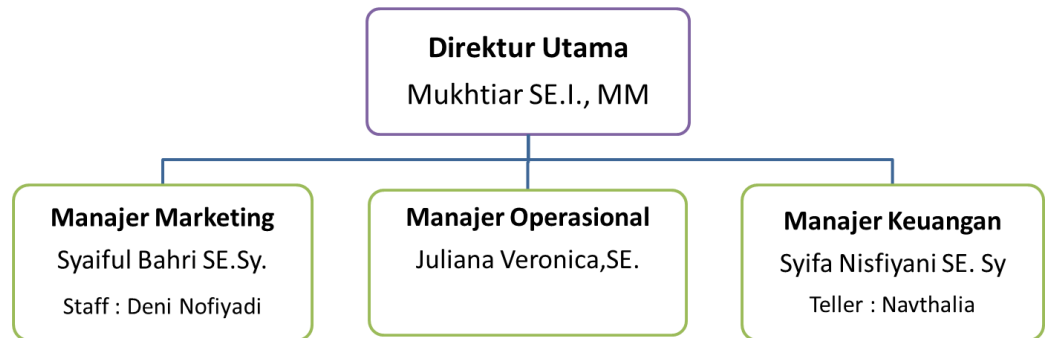 Direktur Utama
Mukhtiar SE.I., MM
Manajer Marketing
Syaiful Bahri SE.Sy.
Staff : Deni Nofiyadi
Manajer Operasional
Juliana Veronica,SE.
Manajer Keuangan
Syifa Nisfiyani SE. Sy
Teller : Navthalia